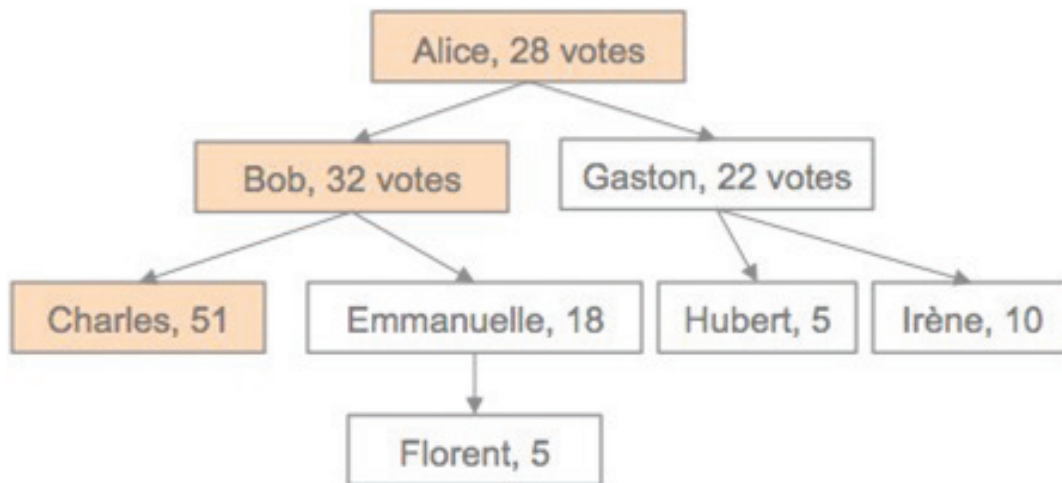 Alice, 28 votes
Bob, 32 votes
Gaston, 22 votes
Charles, 51
Emmanuelle, 18
Hubert, 5
Irène, 10
Florent, 5